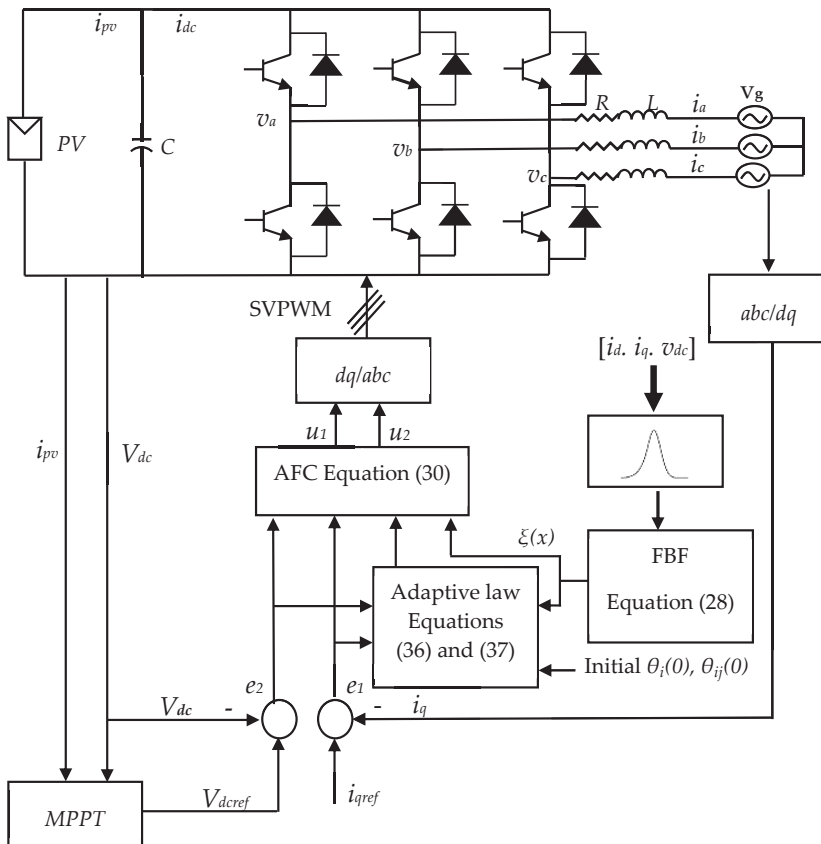 i_pv
i_dc
PV
C
v_a
v_b
v_c
R
L
i_a
i_b
i_c
v_g
SVPWM
dq/abc
abc/dq
[i_d. i_q. v_dc]
u_1
u_2
AFC Equation (30)
i_pv
V_dc
ξ(x)
FBF
Equation (28)
Adaptive law
Equations
(36) and (37)
Initial θ_i(0), θ_ij(0)
e_2
e_1
V_dc
-
-
i_q
V_dcref
i_qref
MPPT